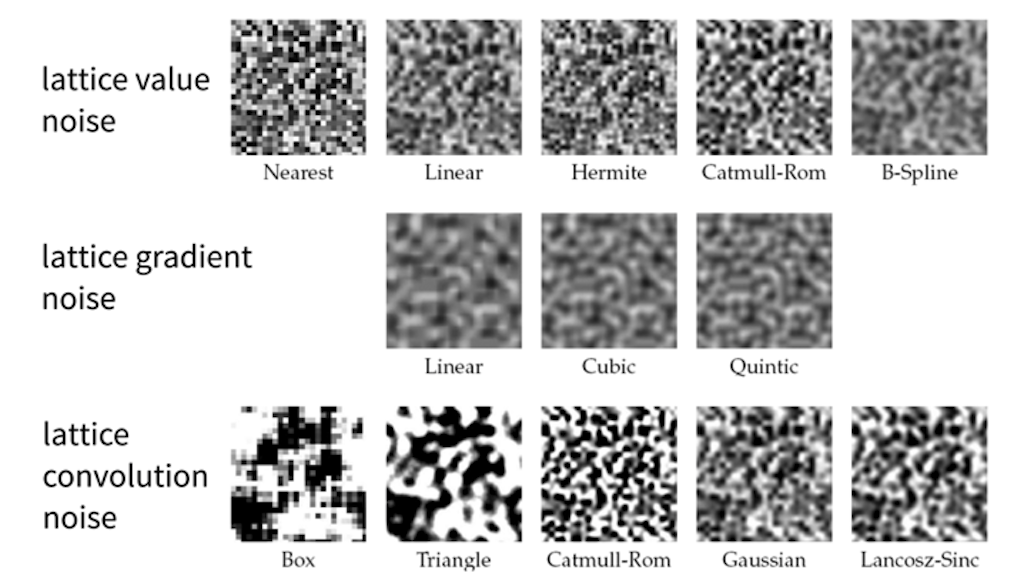 lattice value
noise
Nearest
Linear
Hermite
Catmull-Rom
B-Spline
lattice gradient
noise
Linear
Cubic
Quintic
lattice
convolution
noise
Box
Triangle
Catmull-Rom
Gaussian
Lancosz-Sinc